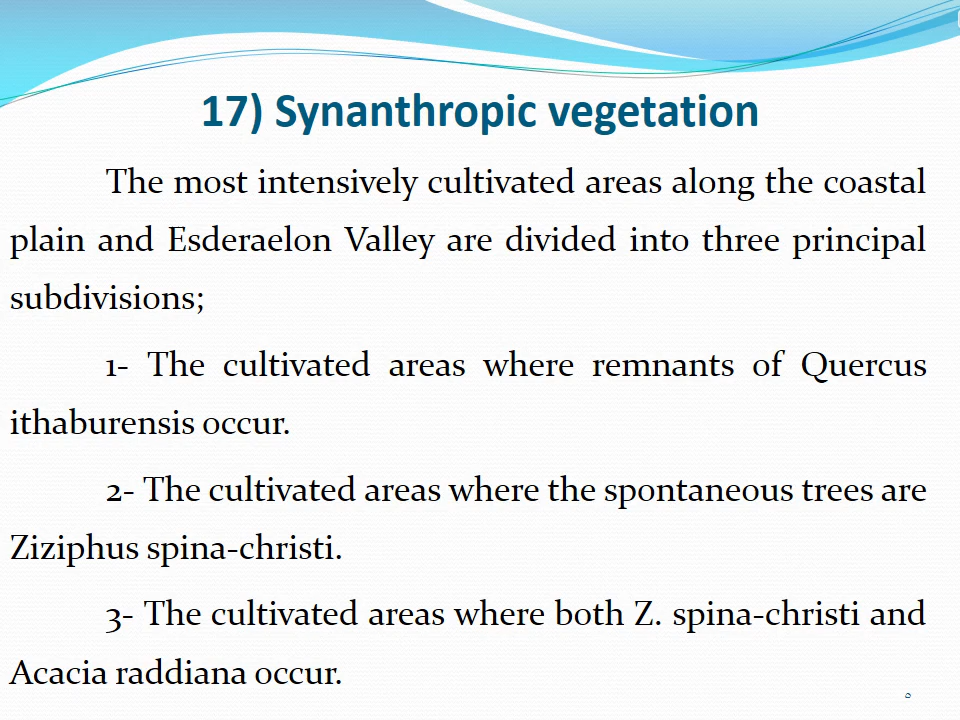 17) Synanthropic vegetation
The most intensively cultivated areas along the coastal
plain and Esderaelon Valley are divided into three principal
subdivisions;
1- The cultivated areas where remnants of Quercus
ithaburensis occur.
2- The cultivated areas where the spontaneous trees are
Ziziphus spina-christi.
3- The cultivated areas where both Z. spina-christi and
Acacia raddiana occur.
٥